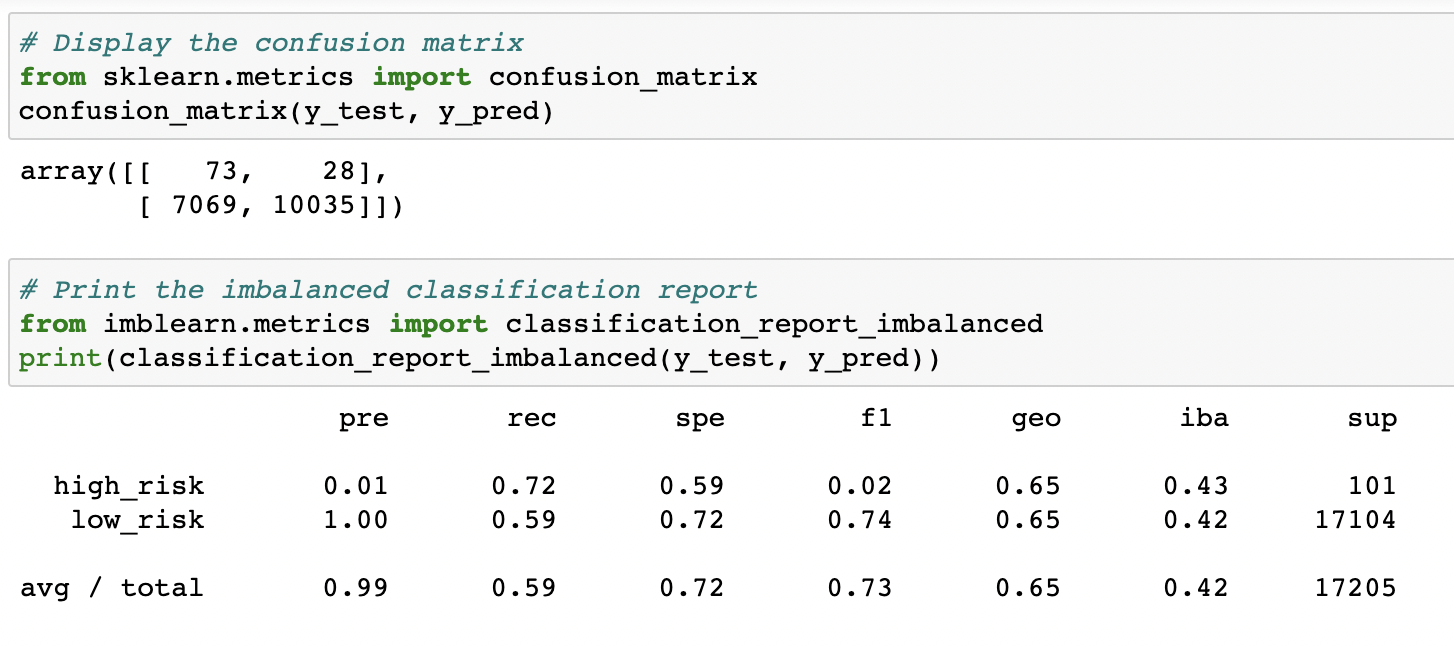 # Display the confusion matrix
from sklearn.metrics import confusion_matrix
confusion_matrix(y_test, y_pred)
array([[   73,    28],
       [ 7069, 10035]])
# Print the imbalanced classification report
from imblearn.metrics import classification_report_imbalanced
print(classification_report_imbalanced(y_test, y_pred))
pre rec spe f1 geo iba sup
high_risk 0.01 0.72 0.59 0.02 0.65 0.43 101
low_risk 1.00 0.59 0.72 0.74 0.65 0.42 17104
avg / total 0.99 0.59 0.72 0.73 0.65 0.42 17205